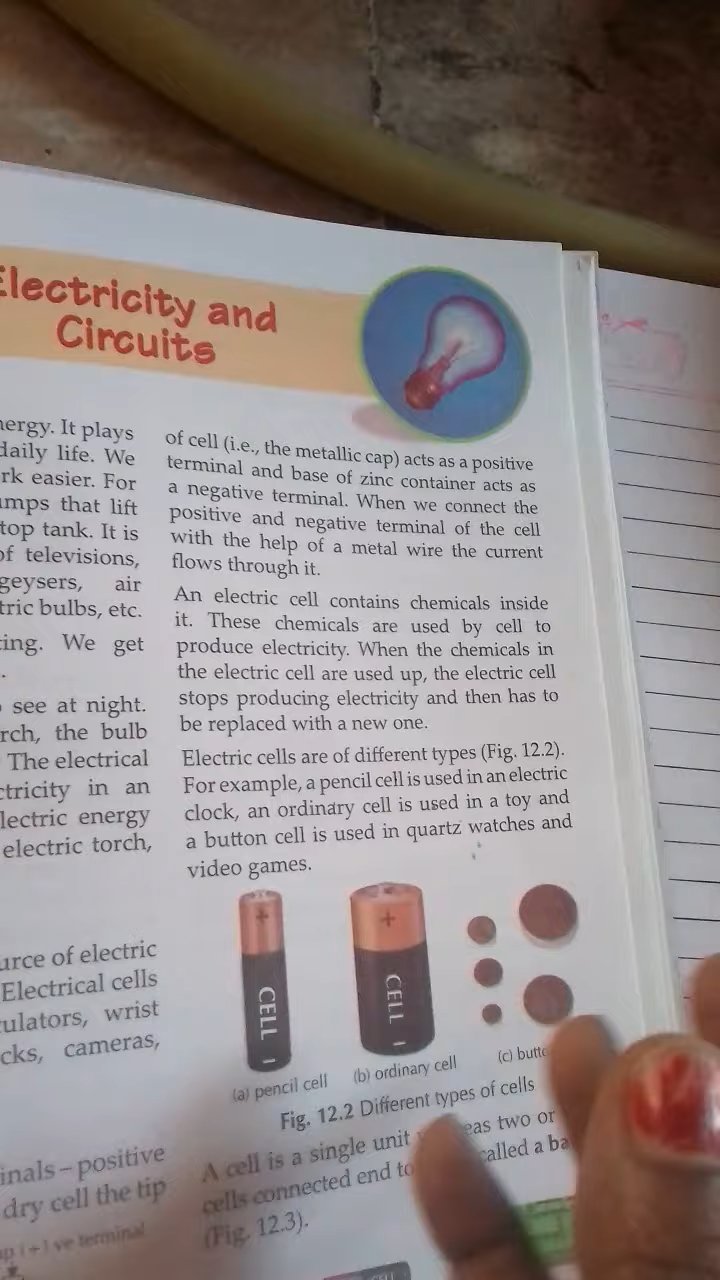 Electricity and
Circuits
nergy. It plays
daily life. We
rk easier. For
umps that lift
top tank. It is
of televisions,
geysers, air
tric bulbs, etc.
ting. We get
.
see at night.
rch, the bulb
The electrical
ctricity in an
lectric energy
electric torch,
urce of electric
Electrical cells
culators, wrist
cks, cameras,
inals – positive
dry cell the tip
ap (+) ve terminal
of cell (i.e., the metallic cap) acts as a positive
terminal and base of zinc container acts as
a negative terminal. When we connect the
positive and negative terminal of the cell
with the help of a metal wire the current
flows through it.
An electric cell contains chemicals inside
it. These chemicals are used by cell to
produce electricity. When the chemicals in
the electric cell are used up, the electric cell
stops producing electricity and then has to
be replaced with a new one.
Electric cells are of different types (Fig. 12.2).
For example, a pencil cell is used in an electric
clock, an ordinary cell is used in a toy and
a button cell is used in quartz watches and
video games.
+ +
CELL CELL
– –
(a) pencil cell (b) ordinary cell (c) butto
Fig. 12.2 Different types of cells
A cell is a single unit eas two or
cells connected end to called a ba
(Fig. 12.3).
CELL